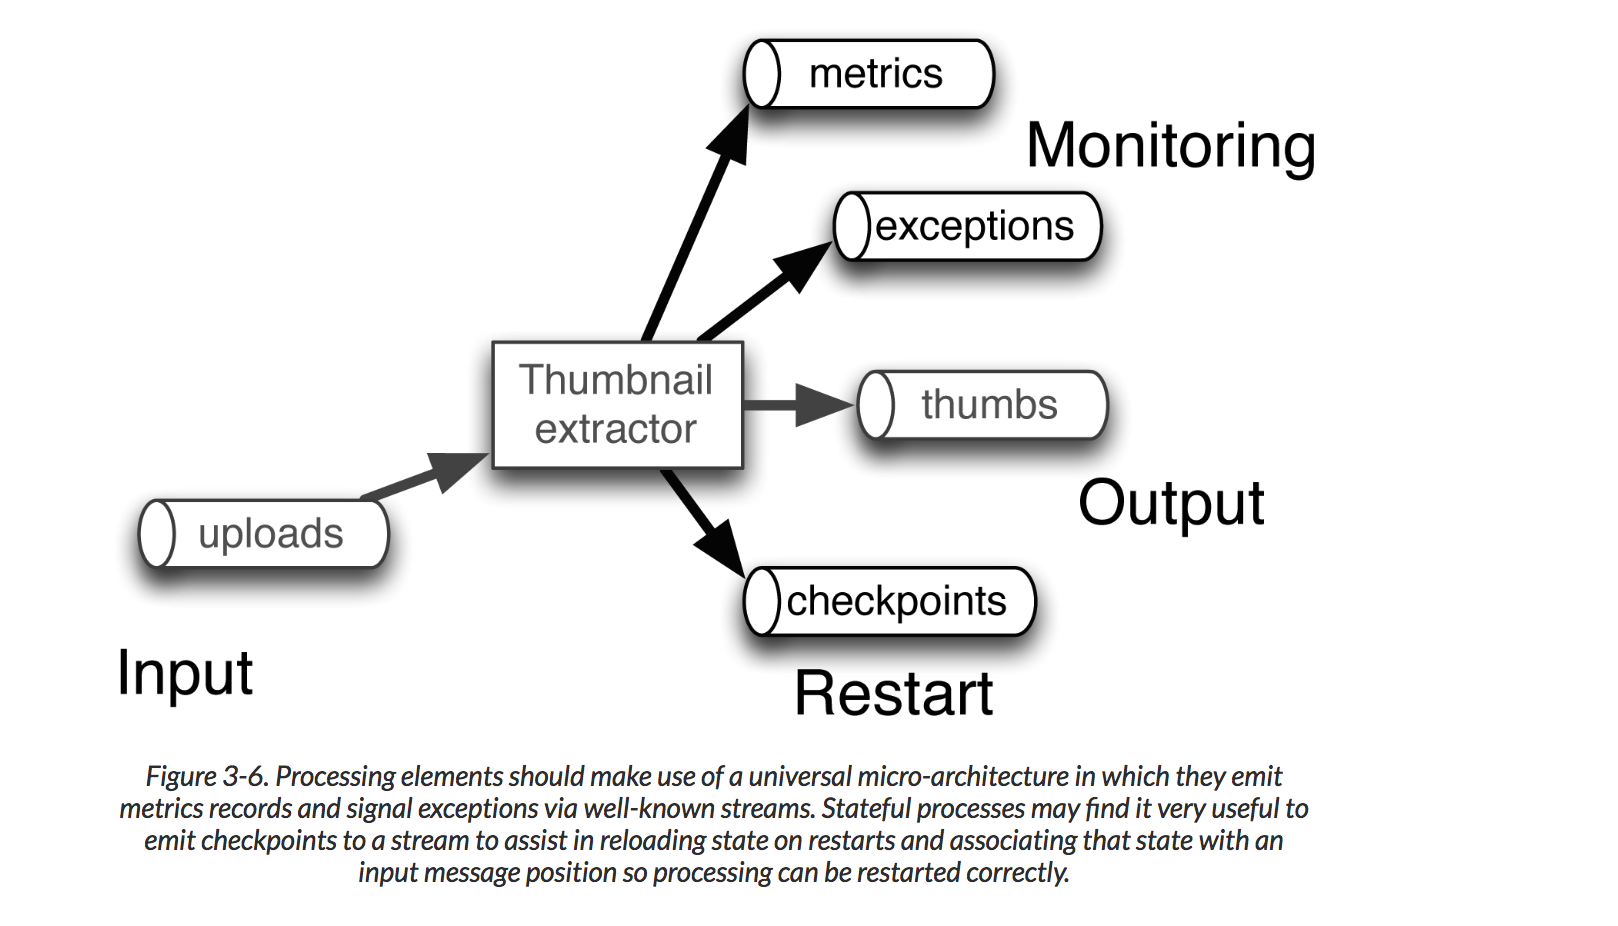 metrics
Monitoring
exceptions
Thumbnail
extractor
thumbs
Output
uploads
checkpoints
Input
Restart
Figure 3-6. Processing elements should make use of a universal micro-architecture in which they emit
metrics records and signal exceptions via well-known streams. Stateful processes may find it very useful to
emit checkpoints to a stream to assist in reloading state on restarts and associating that state with an
input message position so processing can be restarted correctly.